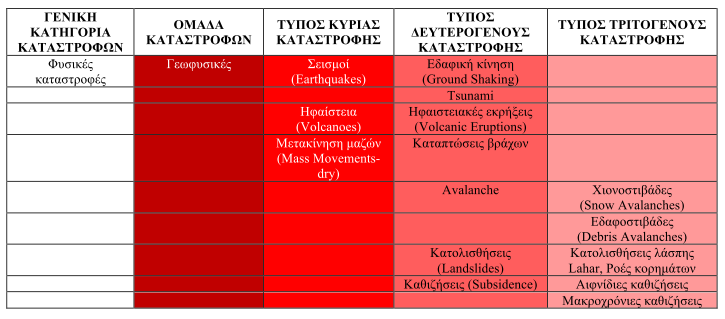 ΓΕΝΙΚΗ ΚΑΤΗΓΟΡΙΑ ΚΑΤΑΣΤΡΟΦΩΝ
ΟΜΑΔΑ ΚΑΤΑΣΤΡΟΦΩΝ
ΤΥΠΟΣ ΚΥΡΙΑΣ ΚΑΤΑΣΤΡΟΦΗΣ
ΤΥΠΟΣ ΔΕΥΤΕΡΟΓΕΝΟΥΣ ΚΑΤΑΣΤΡΟΦΗΣ
ΤΥΠΟΣ ΤΡΙΤΟΓΕΝΟΥΣ ΚΑΤΑΣΤΡΟΦΗΣ
Φυσικές καταστροφές
Γεωφυσικές
Σεισμοί
(Earthquakes)
Εδαφική κίνηση
(Ground Shaking)
Tsunami
Ηφαίστεια
(Volcanoes)
Ηφαιστειακές εκρήξεις
(Volcanic Eruptions)
Μετακίνηση μαζών
(Mass Movements-
dry)
Καταπτώσεις βράχων
Avalanche
Χιονοστιβάδες
(Snow Avalanches)
Εδαφοστιβάδες
(Debris Avalanches)
Κατολισθήσεις
(Landslides)
Κατολισθήσεις λάσπης
Lahar, Ροές κορημάτων
Καθιζήσεις (Subsidence)
Αιφνίδιες καθιζήσεις
Μακροχρόνιες καθιζήσεις